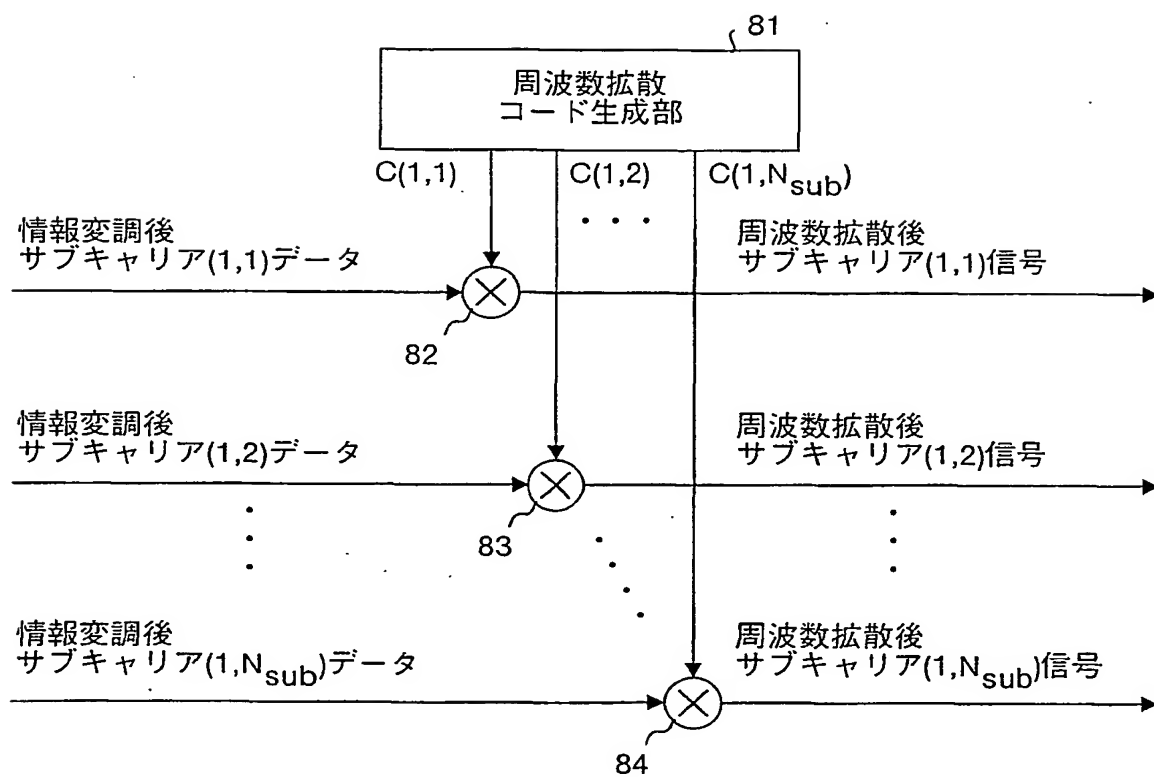 81
周波数拡散
コード生成部
C(1,1)
C(1,2)
C(1,Nsub)
・・・
情報変調後
サブキャリア(1,1)データ
周波数拡散後
サブキャリア(1,1)信号
82
情報変調後
サブキャリア(1,2)データ
周波数拡散後
サブキャリア(1,2)信号
83
情報変調後
サブキャリア(1,Nsub)データ
周波数拡散後
サブキャリア(1,Nsub)信号
84